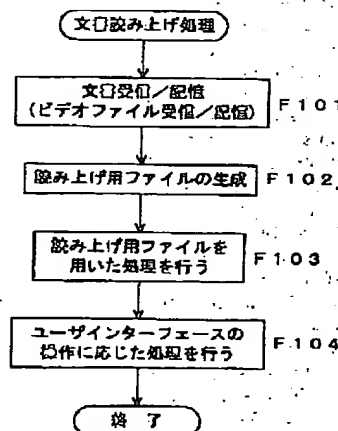 文書読み上げ処理
文書受信／記憶
(ビデオファイル受信／記憶)
F101
読み上げ用ファイルの生成
F102
読み上げ用ファイルを
用いた処理を行う
F103
ユーザインターフェースの
操作に応じた処理を行う
F104
終了